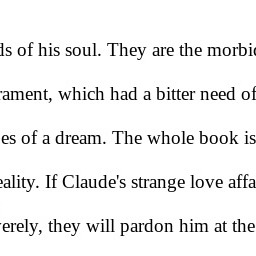 ds of his soul. They are the morbid
rament, which had a bitter need of
es of a dream. The whole book is
eality. If Claude's strange love affa
verely, they will pardon him at the